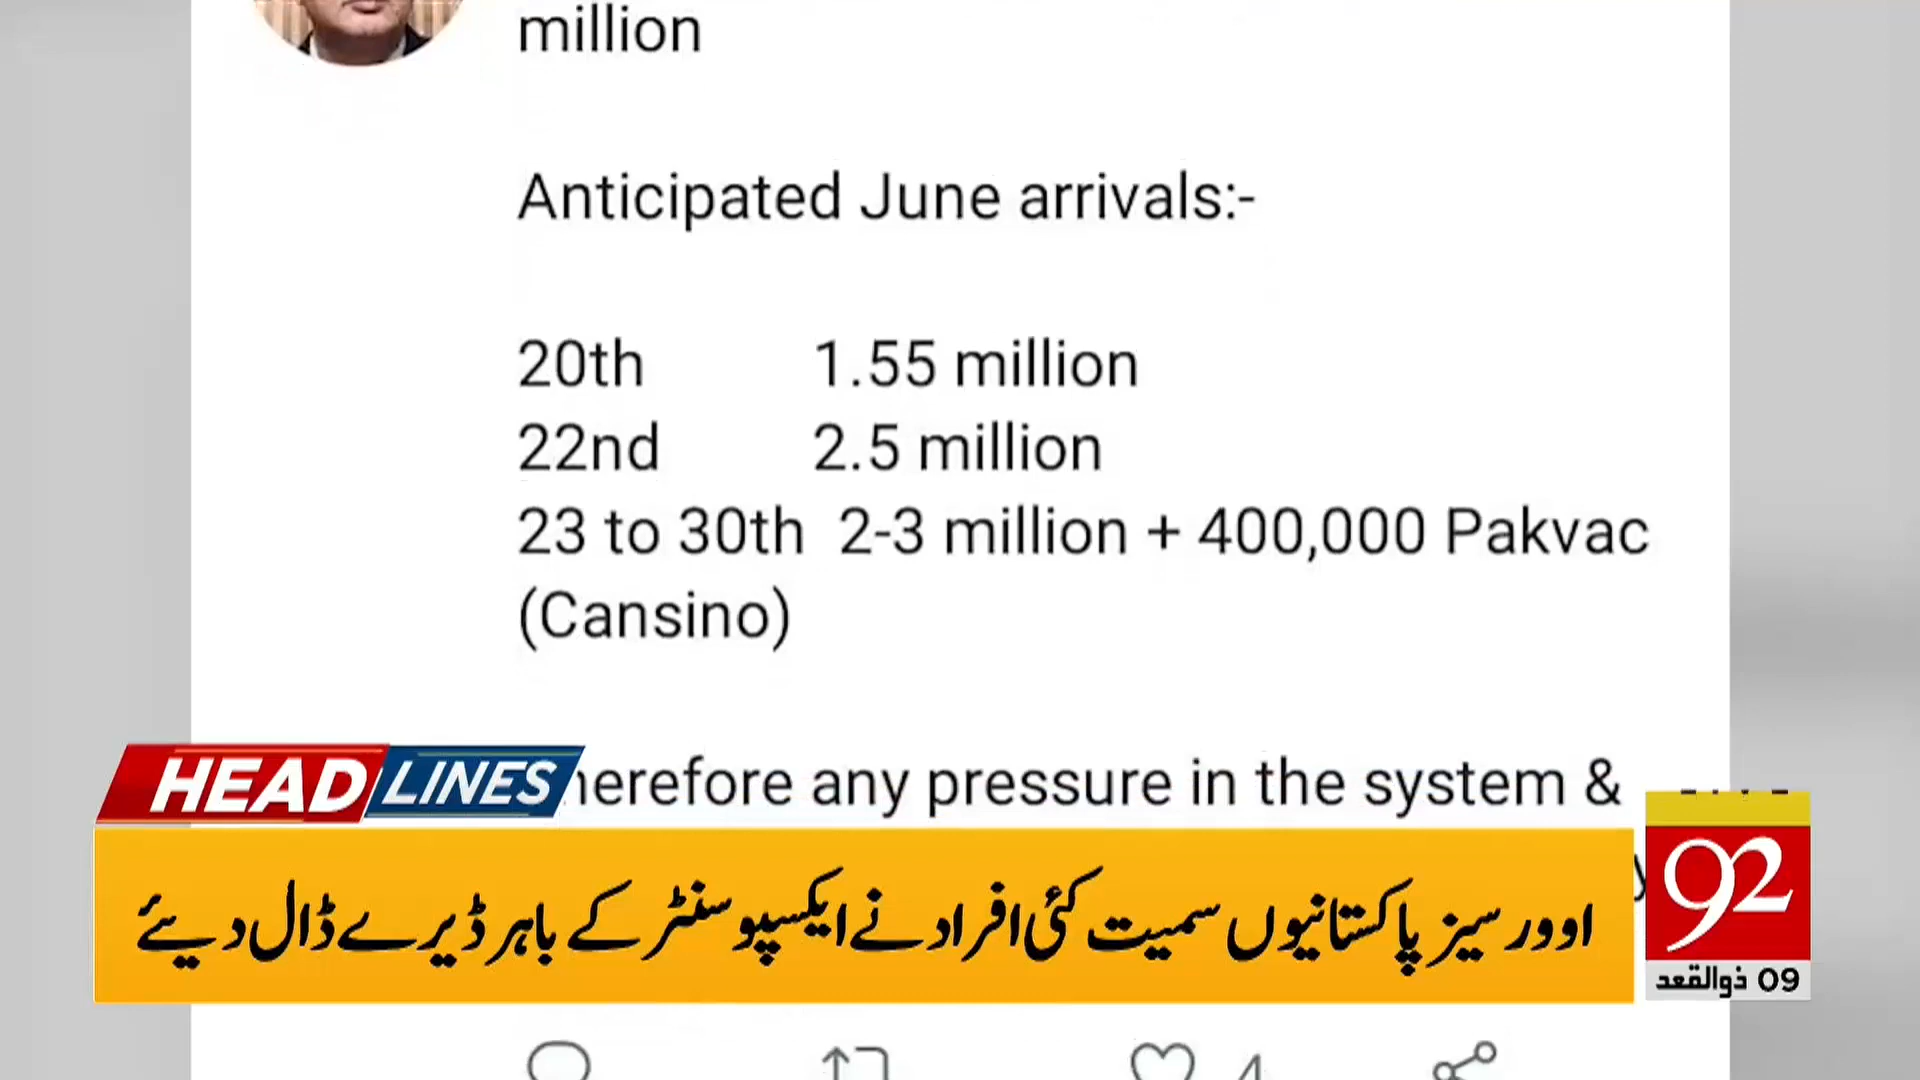 million
Anticipated June arrivals:-
20th 1.55 million
22nd 2.5 million
23 to 30th 2-3 million + 400,000 Pakvac
(Cansino)
herefore any pressure in the system &
HEADLINES
اوورسیز پاکستانیوں سمیت کئی افراد نے ایکسپو سنٹر کے باہر ڈیرے ڈال دیئے
92
09 ذوالقعد